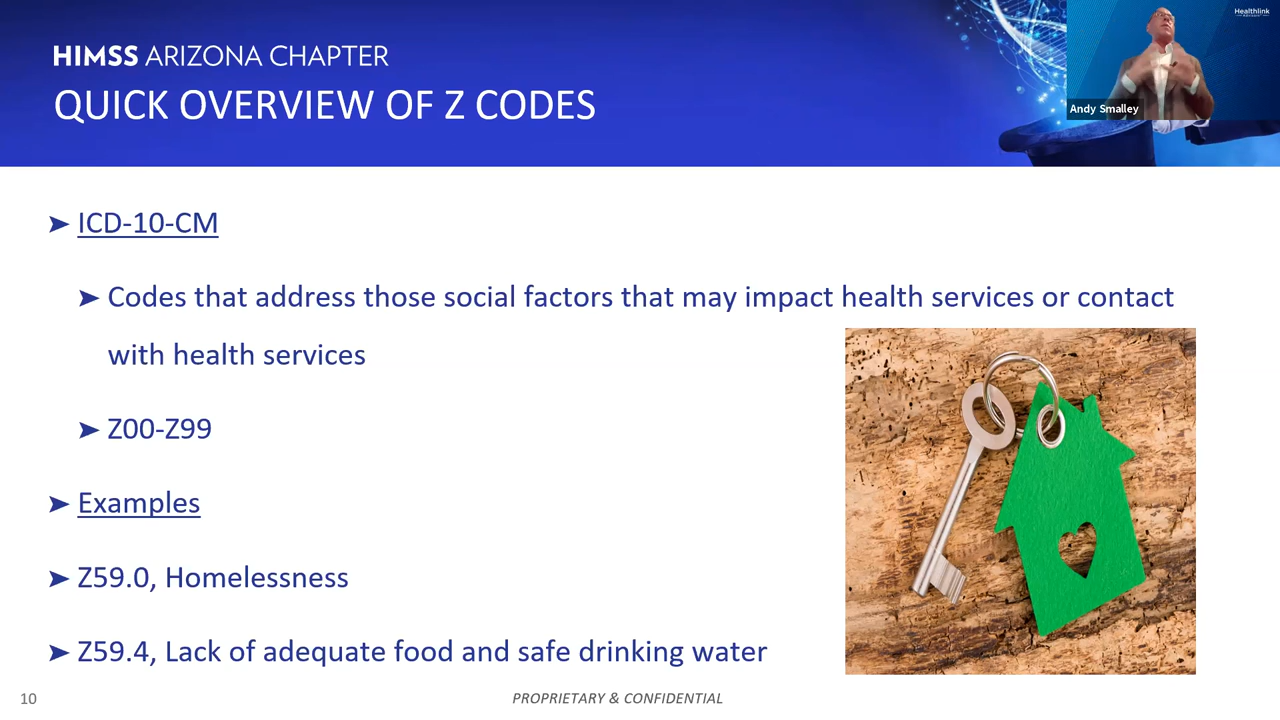 HIMSS ARIZONA CHAPTER
QUICK OVERVIEW OF Z CODES
Healthlink
Andy Smalley
➤ ICD-10-CM
➤ Codes that address those social factors that may impact health services or contact
with health services
➤ Z00-Z99
➤ Examples
➤ Z59.0, Homelessness
➤ Z59.4, Lack of adequate food and safe drinking water
10
PROPRIETARY & CONFIDENTIAL